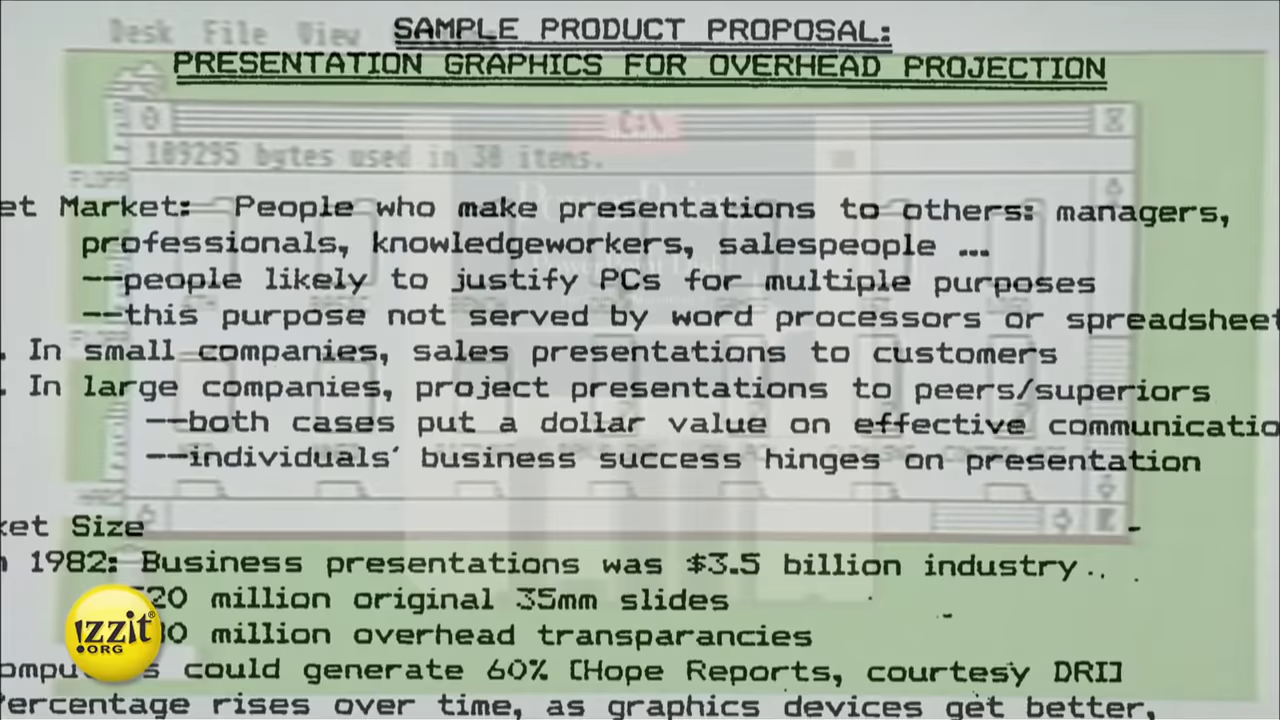 Desk File View
SAMPLE PRODUCT PROPOSAL:
PRESENTATION GRAPHICS FOR OVERHEAD PROJECTION
C:\
109295 bytes used in 38 items.
et Market: People who make presentations to others: managers,
professionals, knowledgeworkers, salespeople ...
--people likely to justify PCs for multiple purposes
--this purpose not served by word processors or spreadsheet
. In small companies, sales presentations to customers
. In large companies, project presentations to peers/superiors
--both cases put a dollar value on effective communicatio
--individuals' business success hinges on presentation
ket Size
n 1982: Business presentations was $3.5 billion industry..
20 million original 35mm slides
0 million overhead transparancies
ompu s could generate 60% [Hope Reports, courtesy DRI]
ercentage rises over time, as graphics devices get better,
izzit®
.ORG